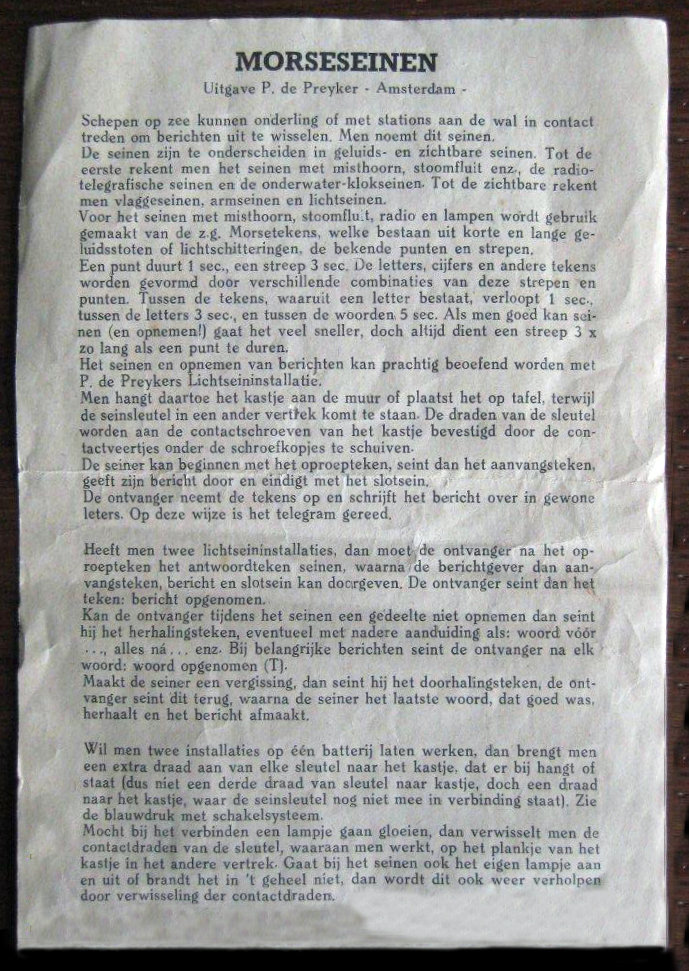 MORSESEINEN
Uitgave P. de Preyker - Amsterdam -
Schepen op zee kunnen onderling of met stations aan de wal in contact
treden om berichten uit te wisselen. Men noemt dit seinen.
De seinen zijn te onderscheiden in geluids- en zichtbare seinen. Tot de
eerste rekent men het seinen met misthoorn, stoomfluit enz., de radio-
telegrafische seinen en de onderwater-klokseinen. Tot de zichtbare rekent
men vlaggeseinen, armseinen en lichtseinen.
Voor het seinen met misthoorn, stoomfluit, radio en lampen wordt gebruik
gemaakt van de z.g. Morsetekens, welke bestaan uit korte en lange ge-
luidsstoten of lichtschitteringen, de bekende punten en strepen.
Een punt duurt 1 sec., een streep 3 sec. De letters, cijfers en andere tekens
worden gevormd door verschillende combinaties van deze strepen en
punten. Tussen de tekens, waaruit een letter bestaat, verloopt 1 sec.,
tussen de letters 3 sec., en tussen de woorden 5 sec. Als men goed kan sei-
nen (en opnemen!) gaat het veel sneller, doch altijd dient een streep 3 x
zo lang als een punt te duren.
Het seinen en opnemen van berichten kan prachtig beoefend worden met
P. de Preykers Lichtseininstallatie.
Men hangt daartoe het kastje aan de muur of plaatst het op tafel, terwijl
de seinsleutel in een ander vertrek komt te staan. De draden van de sleutel
worden aan de contactschroeven van het kastje bevestigd door de con-
tactveertjes onder de schroefkopjes te schuiven.
De seiner kan beginnen met het oproepteken, seint dan het aanvangsteken,
geeft zijn bericht door en eindigt met het slotsein.
De ontvanger neemt de tekens op en schrijft het bericht over in gewone
leters. Op deze wijze is het telegram gereed.
Heeft men twee lichtseininstallaties, dan moet de ontvanger na het op-
roepteken het antwoordteken seinen, waarna de berichtgever dan aan-
vangsteken, bericht en slotsein kan doorgeven. De ontvanger seint dan het
teken: bericht opgenomen.
Kan de ontvanger tijdens het seinen een gedeelte niet opnemen dan seint
hij het herhalingsteken, eventueel met nadere aanduiding als: woord vóór
..., alles ná... enz. Bij belangrijke berichten seint de ontvanger na elk
woord: woord opgenomen (T).
Maakt de seiner een vergissing, dan seint hij het doorhalingsteken, de ont-
vanger seint dit terug, waarna de seiner het laatste woord, dat goed was,
herhaalt en het bericht afmaakt.
Wil men twee installaties op één batterij laten werken, dan brengt men
een extra draad aan van elke sleutel naar het kastje, dat er bij hangt of
staat (dus niet een derde draad van sleutel naar kastje, doch een draad
naar het kastje, waar de seinsleutel nog niet mee in verbinding staat). Zie
de blauwdruk met schakelsysteem.
Mocht bij het verbinden een lampje gaan gloeien, dan verwisselt men de
contactdraden van de sleutel, waaraan men werkt, op het plankje van het
kastje in het andere vertrek. Gaat bij het seinen ook het eigen lampje aan
en uit of brandt het in 't geheel niet, dan wordt dit ook weer verholpen
door verwisseling der contactdraden.